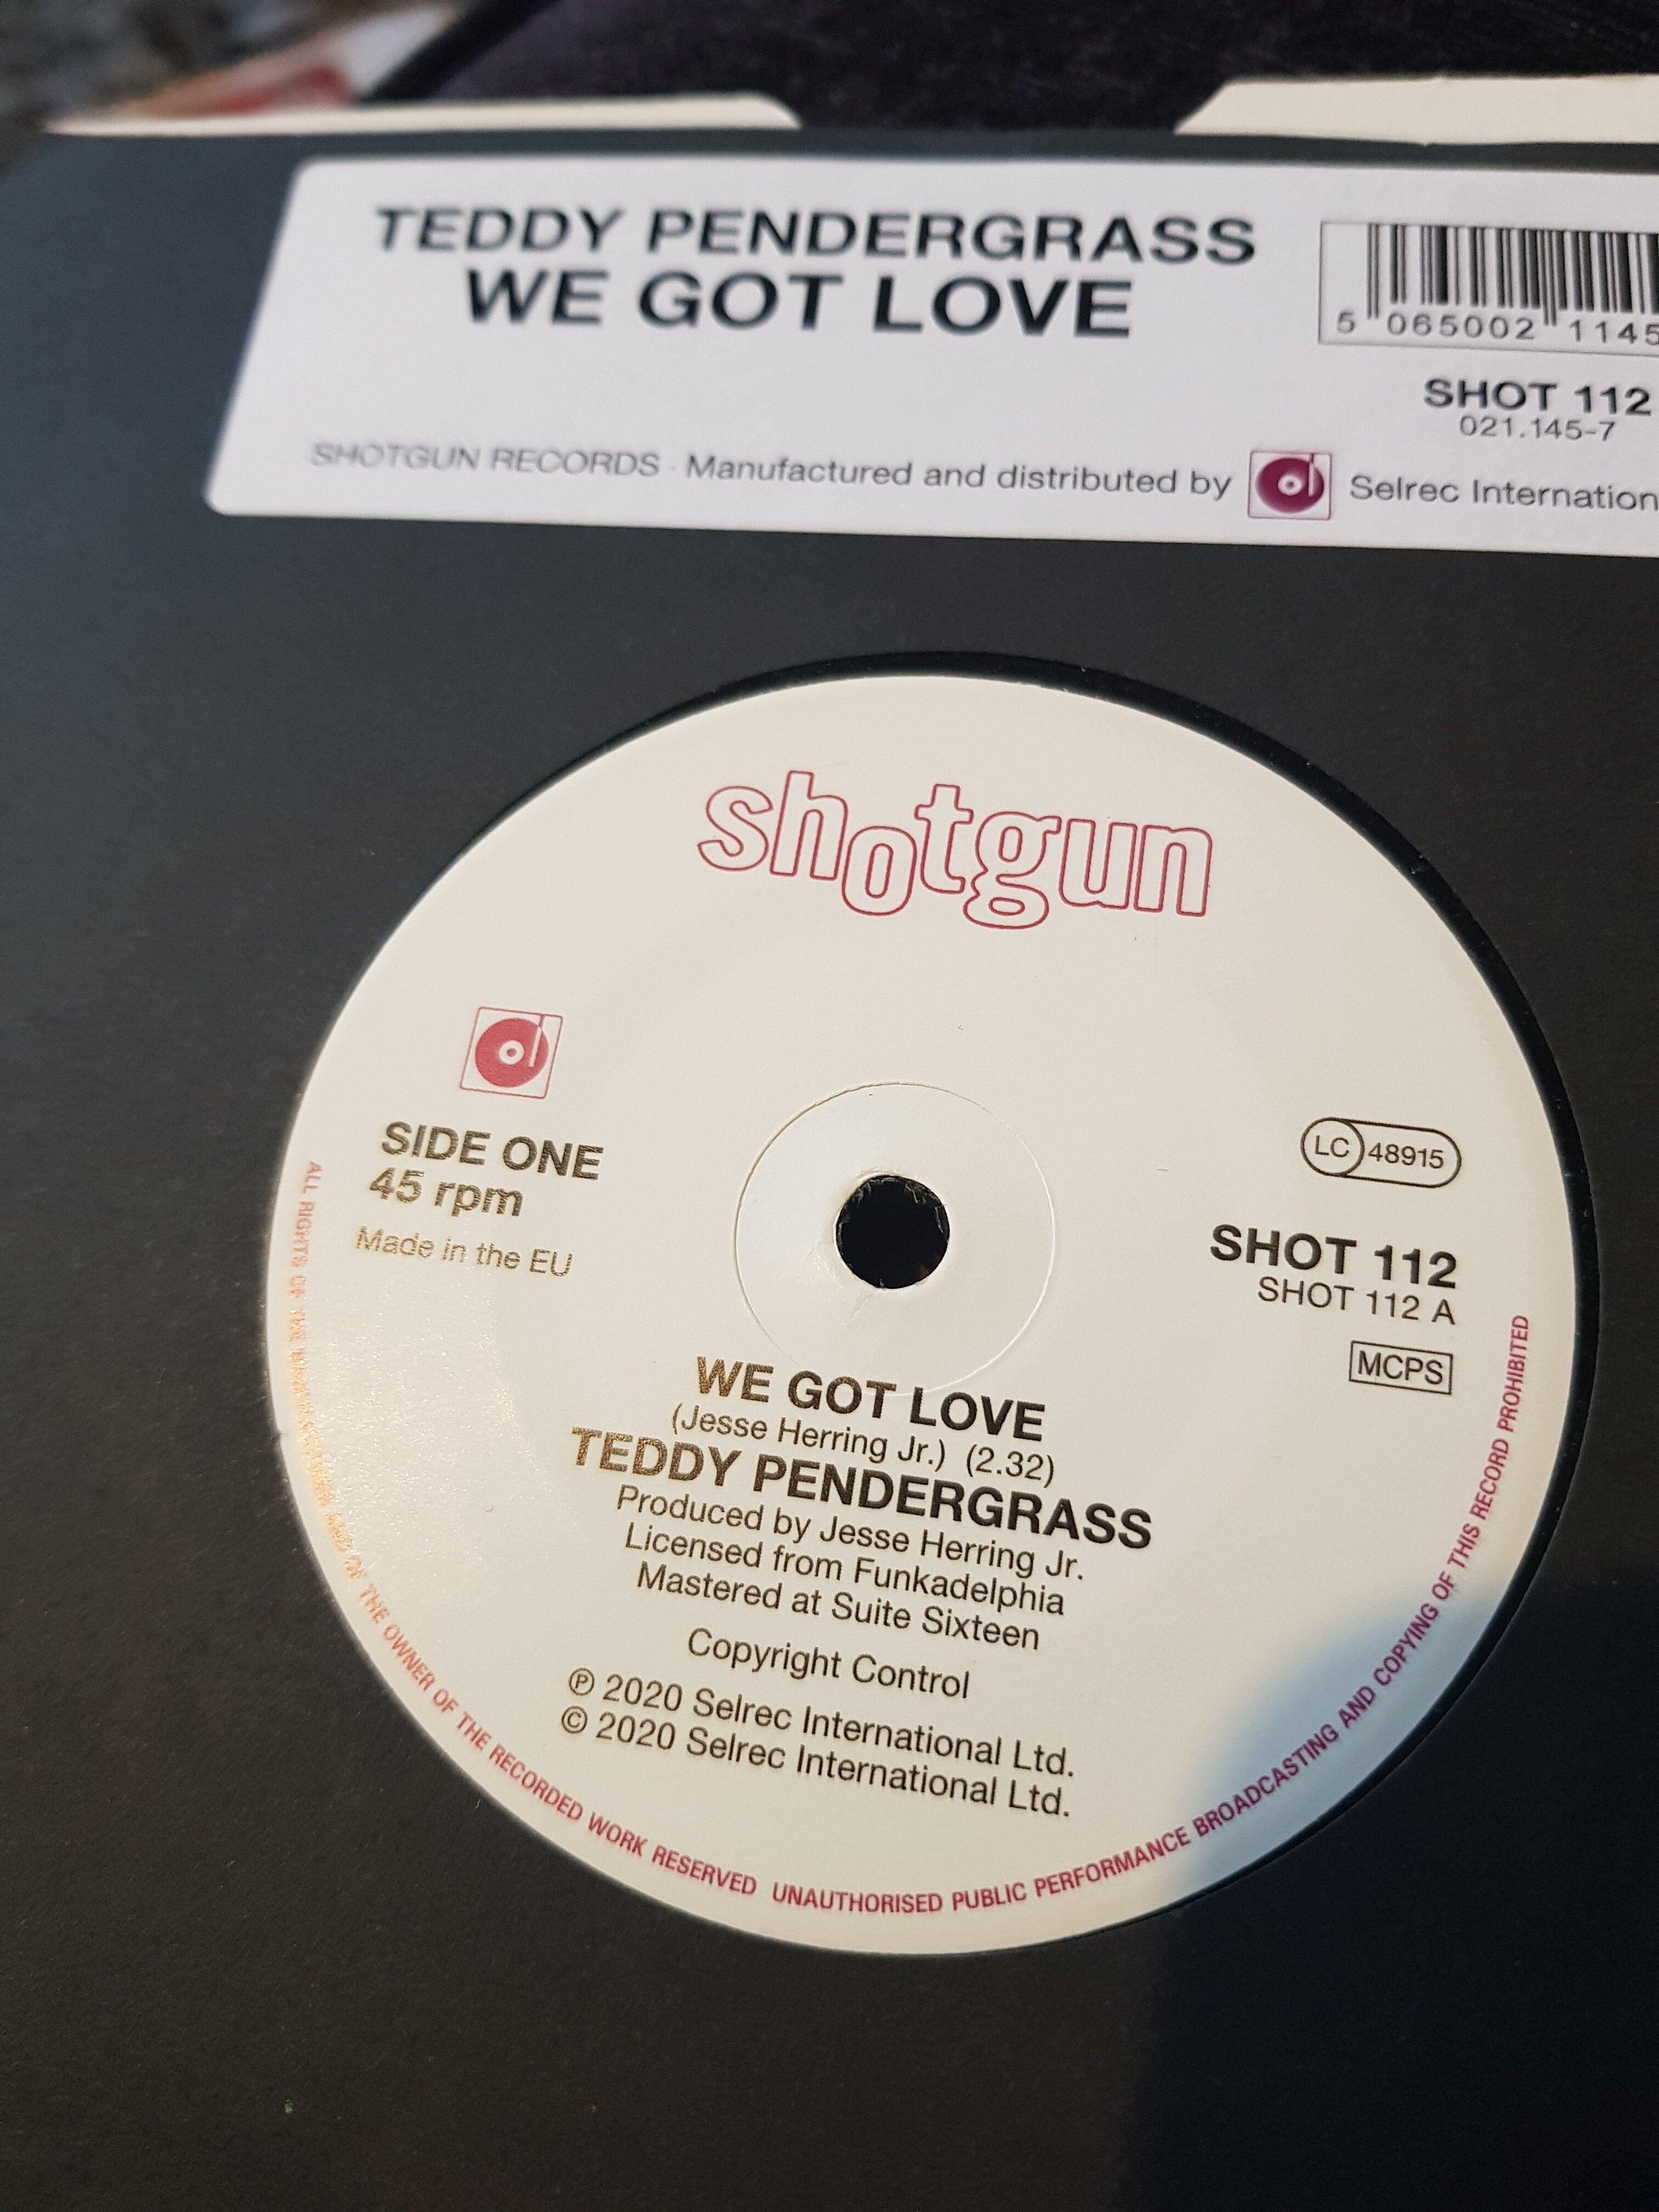 TEDDY PENDERGRASS
WE GOT LOVE
5 065002 1145
SHOT 112
021.145-7
SHOTGUN RECORDS · Manufactured and distributed by
Selrec Internation
shotgun
SIDE ONE
45 rpm
Made in the EU
LC 48915
SHOT 112
SHOT 112 A
MCPS
WE GOT LOVE
(Jesse Herring Jr.) (2.32)
TEDDY PENDERGRASS
Produced by Jesse Herring Jr.
Licensed from Funkadelphia
Mastered at Suite Sixteen
Copyright Control
℗ 2020 Selrec International Ltd.
© 2020 Selrec International Ltd.
ALL RIGHTS OF THE AND OF THE OWNER OF THE RECORDED WORK RESERVED UNAUTHORISED PUBLIC PERFORMANCE BROADCASTING AND COPYING OF THIS RECORD PROHIBITED